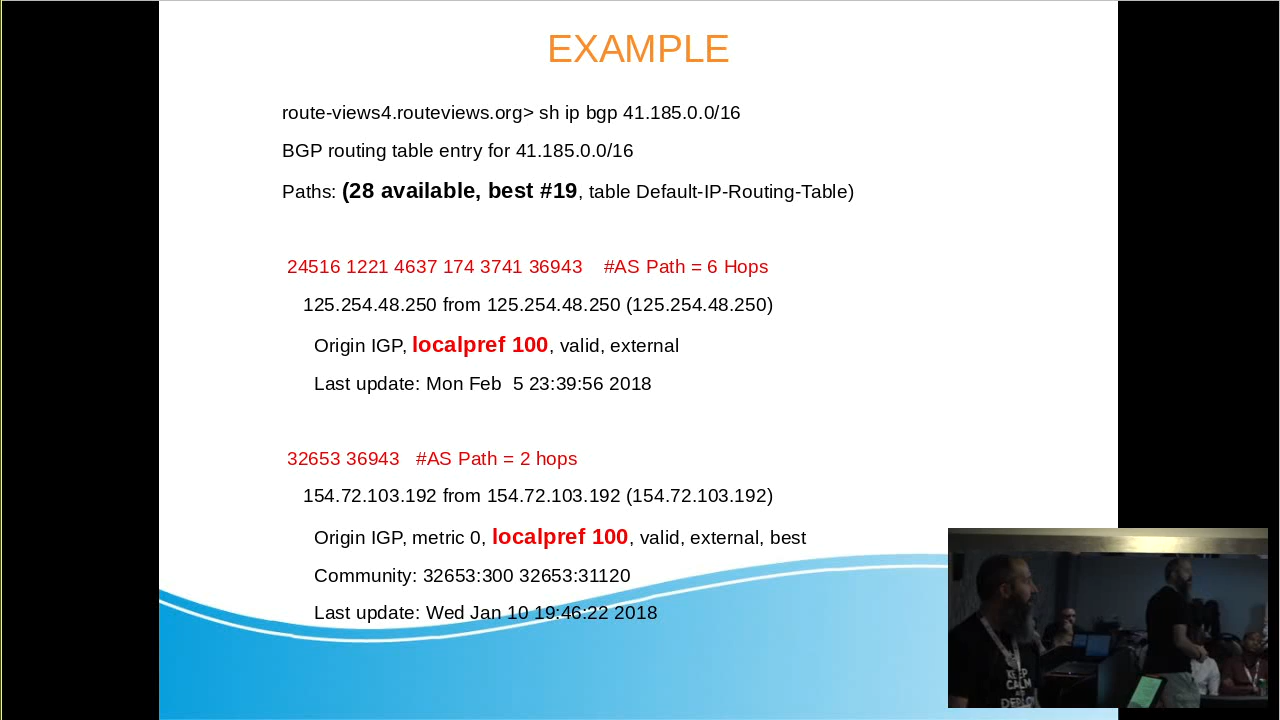 EXAMPLE
route-views4.routeviews.org> sh ip bgp 41.185.0.0/16
BGP routing table entry for 41.185.0.0/16
Paths: (28 available, best #19, table Default-IP-Routing-Table)
24516 1221 4637 174 3741 36943    #AS Path = 6 Hops
125.254.48.250 from 125.254.48.250 (125.254.48.250)
Origin IGP, localpref 100, valid, external
Last update: Mon Feb  5 23:39:56 2018
32653 36943   #AS Path = 2 hops
154.72.103.192 from 154.72.103.192 (154.72.103.192)
Origin IGP, metric 0, localpref 100, valid, external, best
Community: 32653:300 32653:31120
Last update: Wed Jan 10 19:46:22 2018
KEEP
CALM
AND
DEPLOY